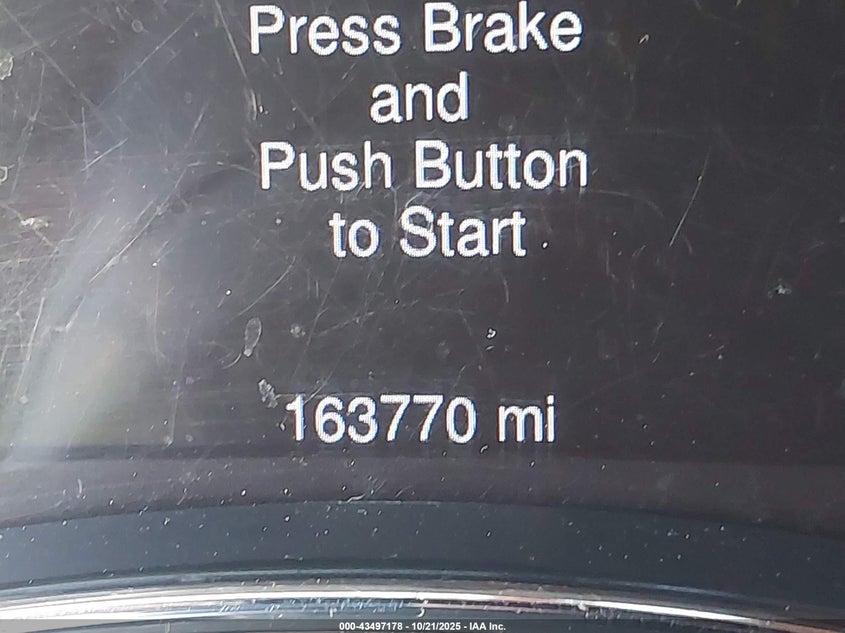 Press Brake
and
Push Button
to Start
163770 mi
000-43497178 - 10/21/2025 - IAA Inc.